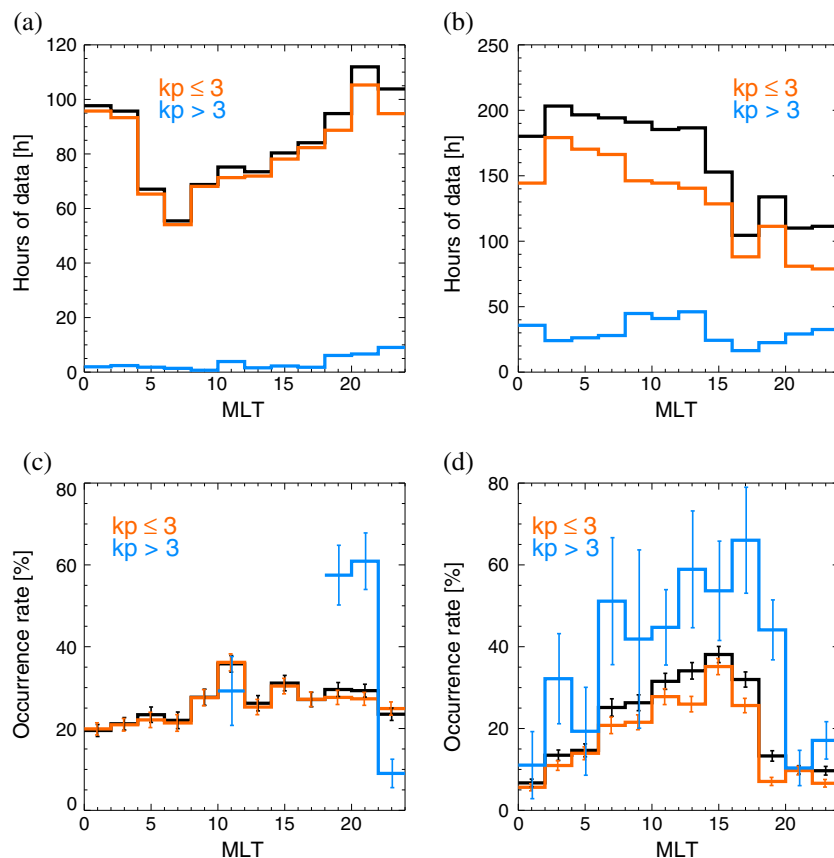 (a)
120
100
80
60
40
20
0
Hours of data [h]
kp ≤ 3
kp > 3
0 5 10 15 20
MLT
(b)
250
200
150
100
50
0
Hours of data [h]
kp ≤ 3
kp > 3
0 5 10 15 20
MLT
(c)
80
60
40
20
0
Occurrence rate [%]
kp ≤ 3
kp > 3
0 5 10 15 20
MLT
(d)
80
60
40
20
0
Occurrence rate [%]
kp ≤ 3
kp > 3
0 5 10 15 20
MLT